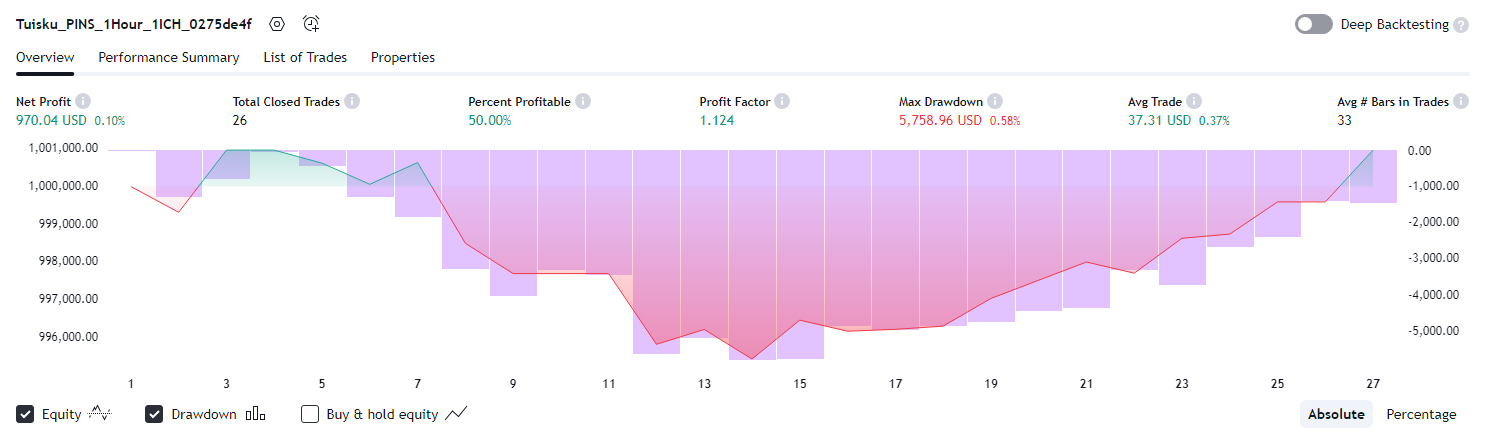 Tuisku_PINS_1Hour_1ICH_0275de4f Deep Backtesting ?
Overview Performance Summary List of Trades Properties
Net Profit Total Closed Trades Percent Profitable Profit Factor Max Drawdown Avg Trade Avg # Bars in Trades
970.04 USD 0.10% 26 50.00% 1.124 5,758.96 USD 0.58% 37.31 USD 0.37% 33
1,001,000.00 0.00
1,000,000.00 -1,000.00
999,000.00 -2,000.00
998,000.00 -3,000.00
997,000.00 -4,000.00
996,000.00 -5,000.00
1 3 5 7 9 11 13 15 17 19 21 23 25 27
Equity Drawdown Buy & hold equity Absolute Percentage